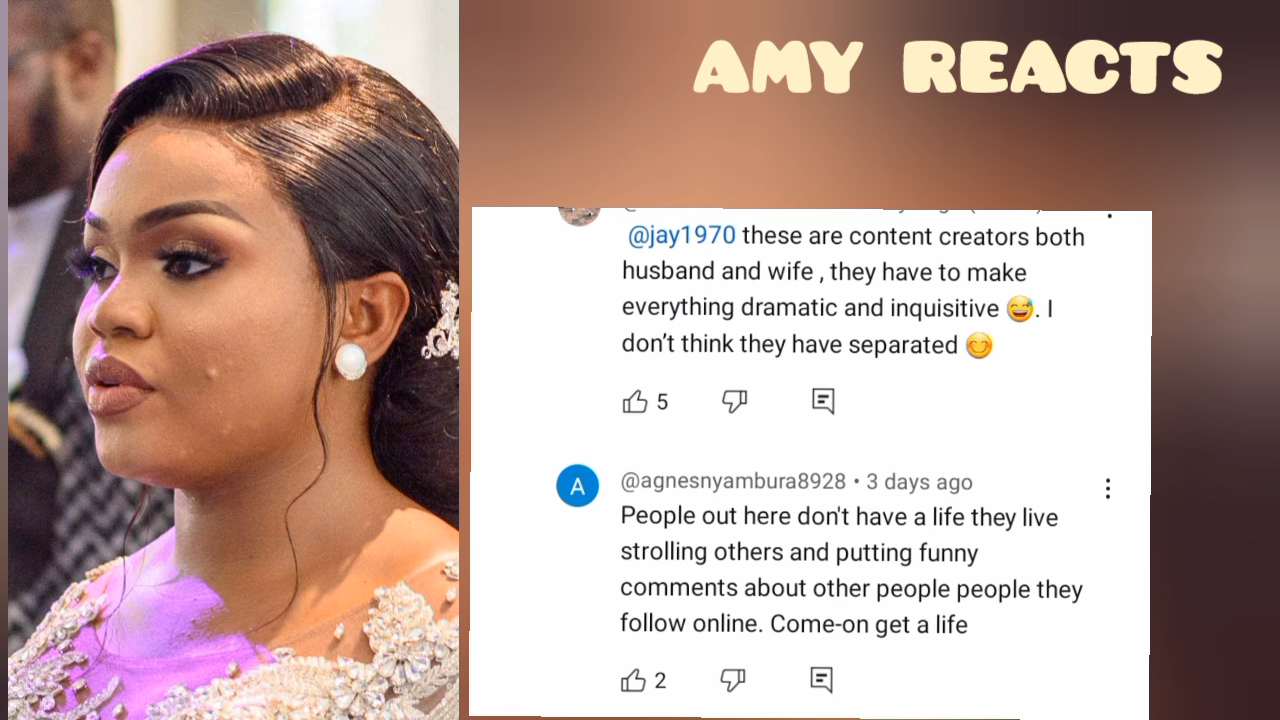 AMY REACTS
@jay1970 these are content creators both
husband and wife , they have to make
everything dramatic and inquisitive 😅. I
don’t think they have separated 😊
5
A
@agnesnyambura8928 • 3 days ago
People out here don't have a life they live
strolling others and putting funny
comments about other people people they
follow online. Come-on get a life
2